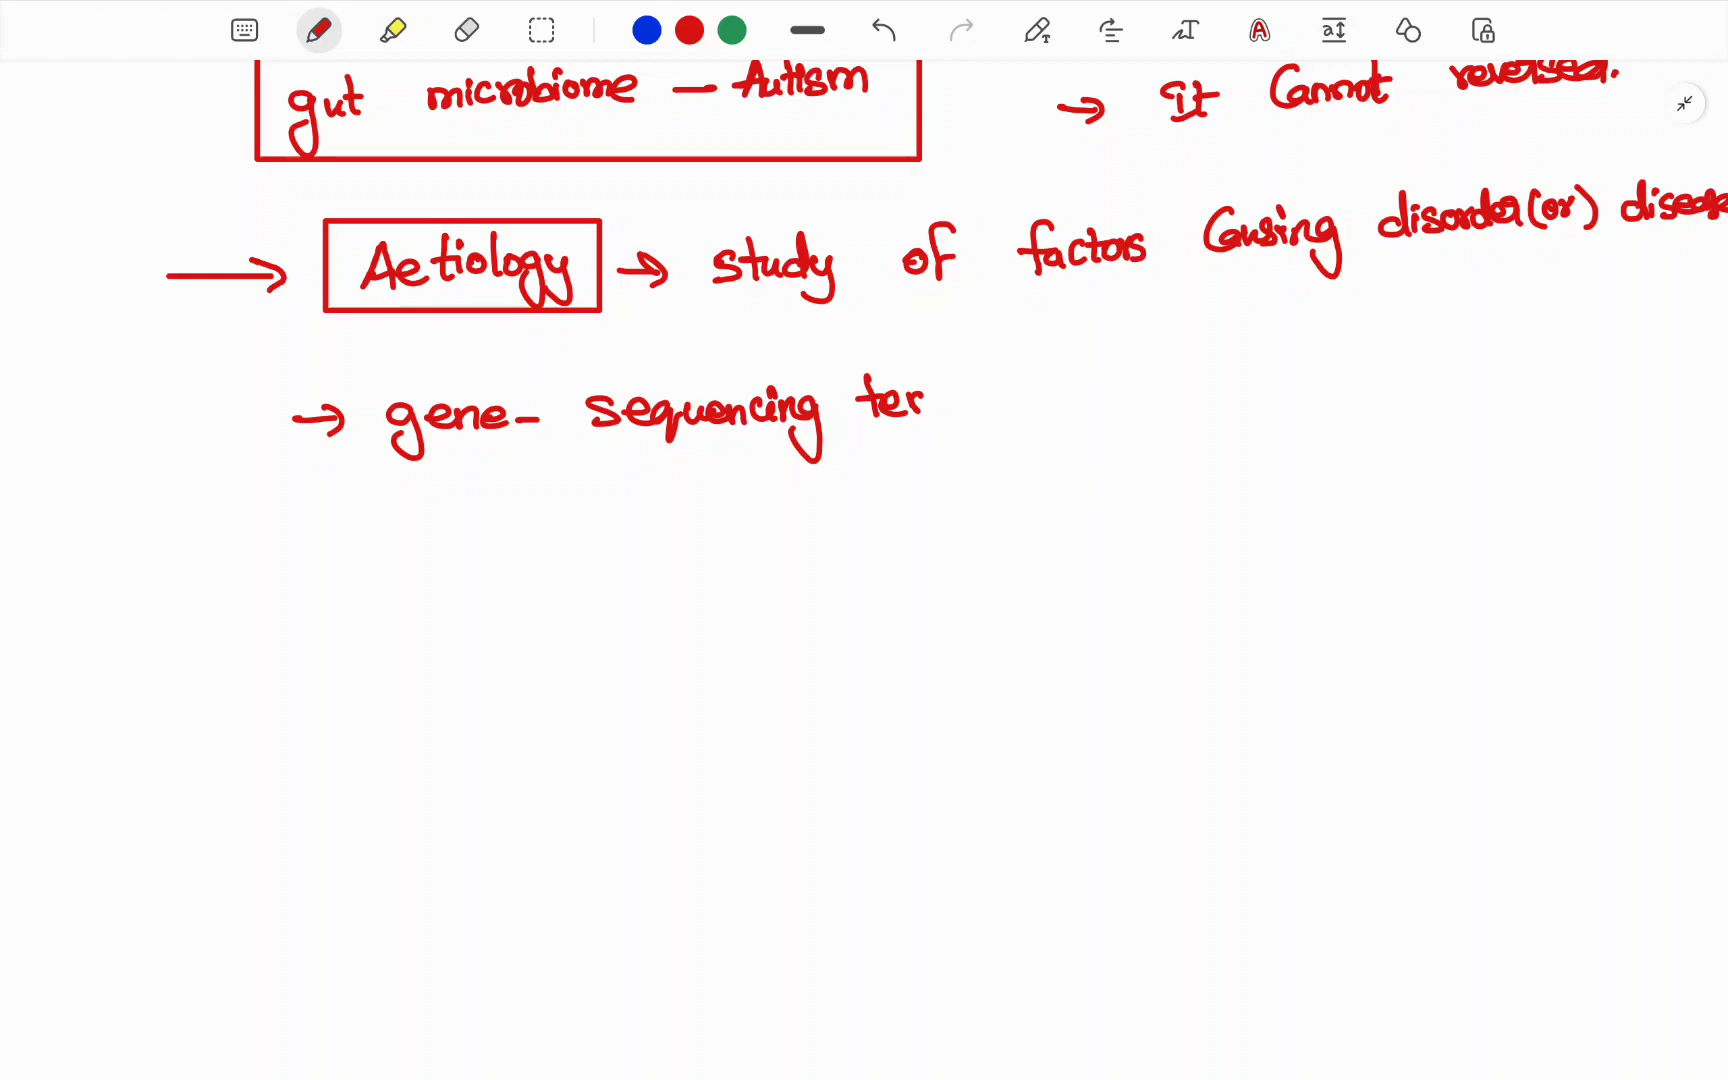 gut microbiome — Autism
→ it Cannot reversed.
→ Aetiology → study of factors Causing disorder (or) disease
→ gene - sequencing ter